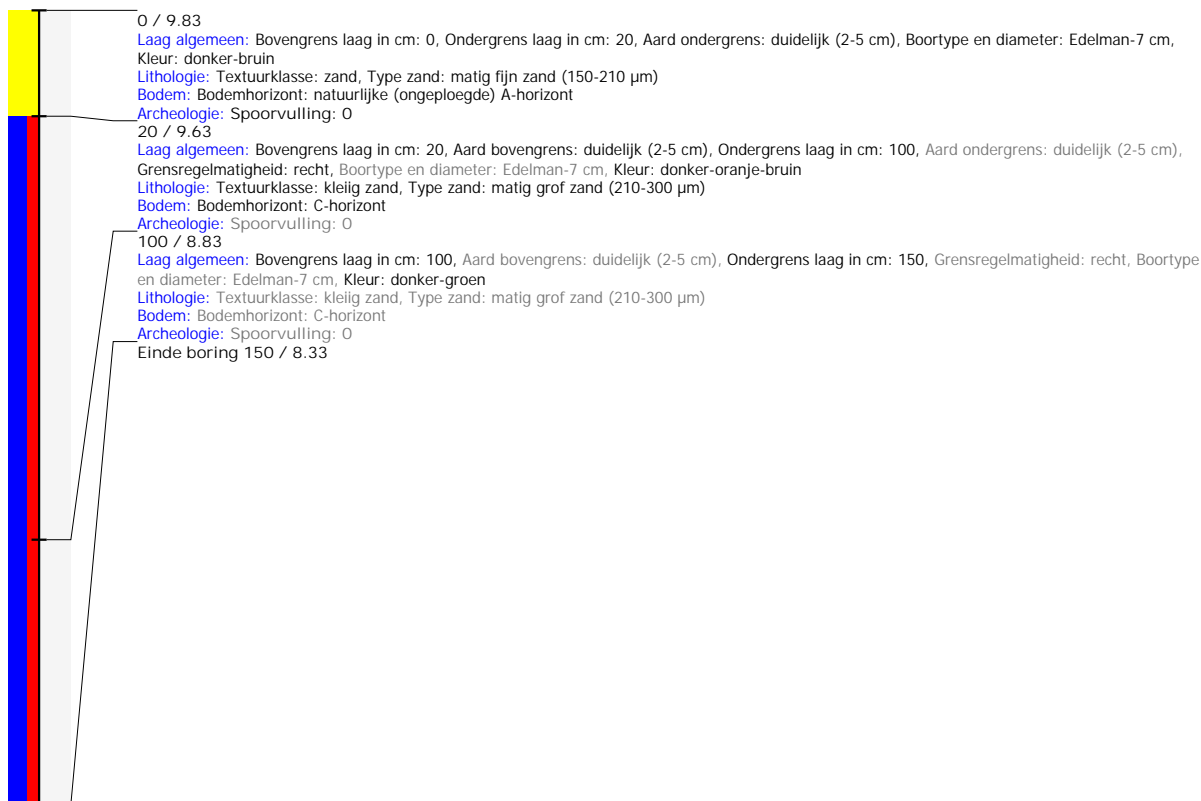 0 / 9.83
Laag algemeen: Bovengrens laag in cm: 0, Ondergrens laag in cm: 20, Aard ondergrens: duidelijk (2-5 cm), Boortype en diameter: Edelman-7 cm,
Kleur: donker-bruin
Lithologie: Textuurklasse: zand, Type zand: matig fijn zand (150-210 µm)
Bodem: Bodemhorizont: natuurlijke (ongeploegde) A-horizont
Archeologie: Spoorvulling: 0
20 / 9.63
Laag algemeen: Bovengrens laag in cm: 20, Aard bovengrens: duidelijk (2-5 cm), Ondergrens laag in cm: 100, Aard ondergrens: duidelijk (2-5 cm),
Grensregelmatigheid: recht, Boortype en diameter: Edelman-7 cm, Kleur: donker-oranje-bruin
Lithologie: Textuurklasse: kleiig zand, Type zand: matig grof zand (210-300 µm)
Bodem: Bodemhorizont: C-horizont
Archeologie: Spoorvulling: 0
100 / 8.83
Laag algemeen: Bovengrens laag in cm: 100, Aard bovengrens: duidelijk (2-5 cm), Ondergrens laag in cm: 150, Grensregelmatigheid: recht, Boortype
en diameter: Edelman-7 cm, Kleur: donker-groen
Lithologie: Textuurklasse: kleiig zand, Type zand: matig grof zand (210-300 µm)
Bodem: Bodemhorizont: C-horizont
Archeologie: Spoorvulling: 0
Einde boring 150 / 8.33